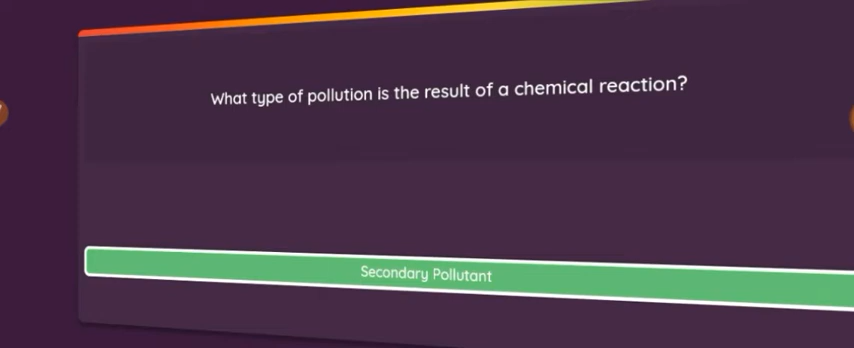 What type of pollution is the result of a chemical reaction?
Secondary Pollutant